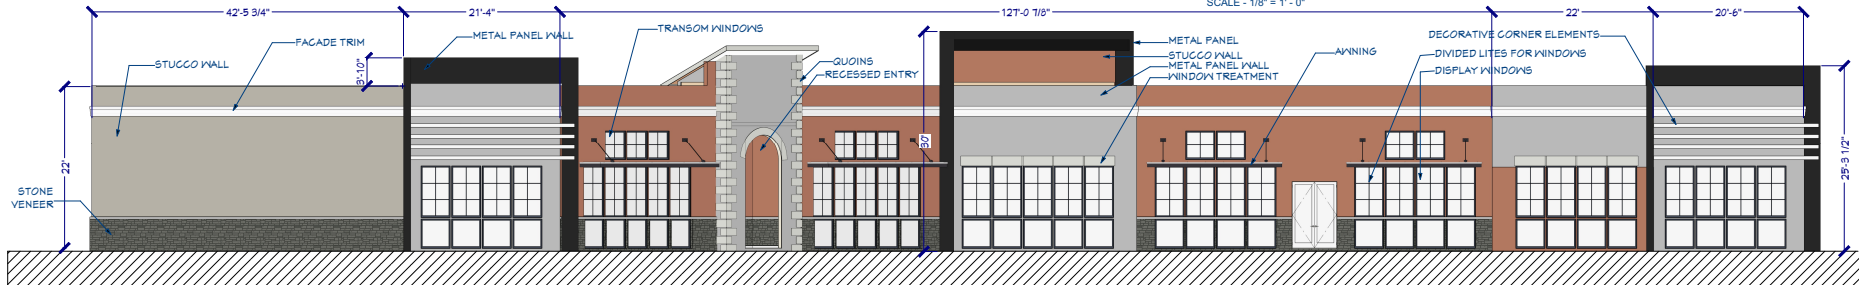 SCALE - 1/8" = 1'- 0"
42'-5 3/4"
21'-4"
127'-0 7/8"
22'
20'-6"
METAL PANEL WALL
TRANSOM WINDOWS
FACADE TRIM
STUCCO WALL
3'-10"
QUOINS
RECESSED ENTRY
METAL PANEL
STUCCO WALL
METAL PANEL WALL
WINDOW TREATMENT
AWNING
DECORATIVE CORNER ELEMENTS
DIVIDED LITES FOR WINDOWS
DISPLAY WINDOWS
22'
30'
25'-3 1/2"
STONE
VENEER